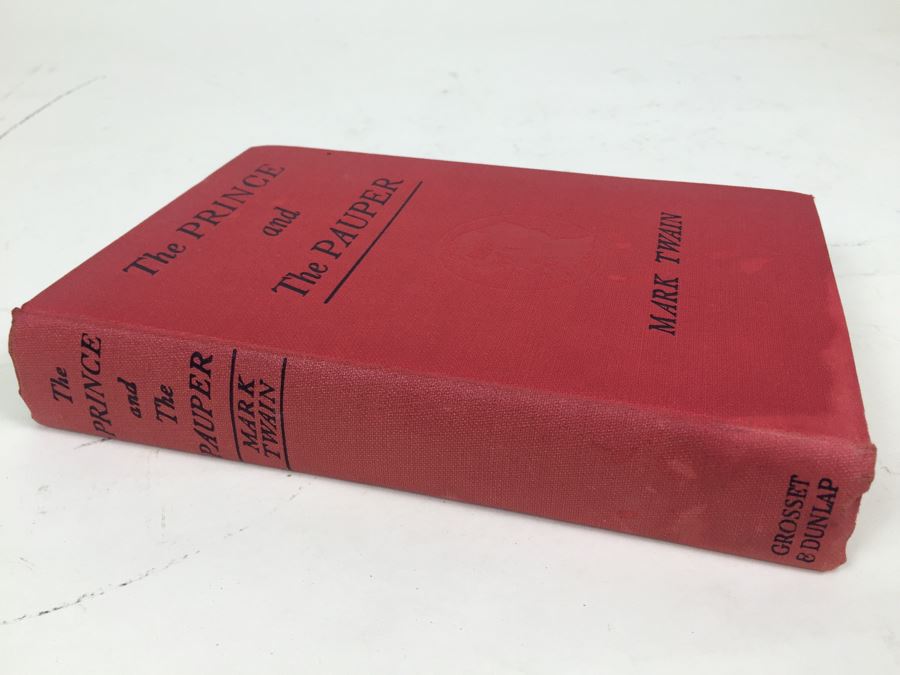 The PRINCE
and
The PAUPER
MARK TWAIN
The
PRINCE
and
The
PAUPER
MARK
TWAIN
GROSSET
& DUNLAP